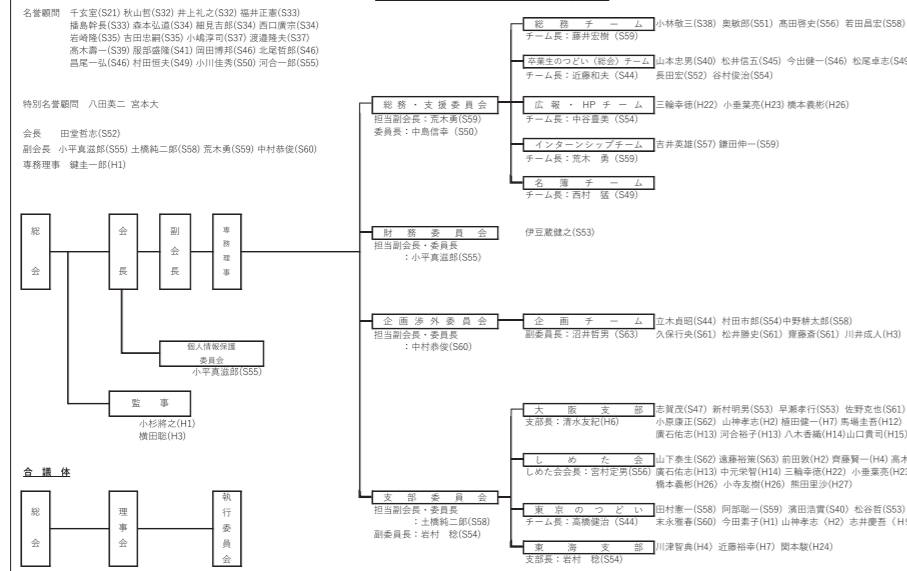 名誉顧問 千玄室(S21) 秋山哲(S32) 井上礼之(S32) 福井正憲(S33)
播島幹長(S33) 森本弘道(S34) 細見吉郎(S34) 西口廣宗(S34)
岩崎隆(S35) 吉田忠嗣(S35) 小嶋淳司(S37) 渡邉隆夫(S37)
高木壽一(S39) 服部盛隆(S41) 岡田博邦(S46) 北尾哲郎(S46)
昌尾一弘(S46) 村田恒夫(S49) 小川佳秀(S50) 河合一郎(S55)
特別名誉顧問 八田英二 宮本大
会長 田堂哲志(S52)
副会長 小平真滋郎(S55) 土橋純二郎(S58) 荒木勇(S59) 中村恭俊(S60)
専務理事 鍵圭一郎(H1)
総会
会長
副会長
専務理事
個人情報保護
委員会
小平真滋郎(S55)
監事
小杉將之(H1)
横田聡(H3)
合議体
総会
理事会
執行委員会
総務・支援委員会
担当副会長:荒木勇(S59)
委員長:中島信幸(S50)
総務チーム
チーム長:藤井宏樹(S59)
小林敬三(S38) 奥敏郎(S51) 高田啓史(S56) 若田昌宏(S58)
卒業生のつどい(総会)チーム
チーム長:近藤和夫(S44)
山本忠男(S40) 松井信五(S45) 今出健一(S46) 松尾卓志(S49
長田宏(S52) 谷村俊治(S54)
広報・HPチーム
チーム長:中谷豊美(S54)
三輪幸徳(H22) 小垂葉亮(H23) 橋本義彬(H26)
インターンシップチーム
チーム長:荒木 勇(S59)
吉井英雄(S57) 鎌田伸一(S59)
名簿チーム
チーム長:西村 猛(S49)
財務委員会
担当副会長・委員長
:小平真滋郎(S55)
伊豆蔵健之(S53)
企画渉外委員会
担当副会長・委員長
:中村恭俊(S60)
企画チーム
副委員長:沼井哲男(S63)
立木貞昭(S44) 村田市郎(S54)中野耕太郎(S58)
久保行央(S61) 松井勝史(S61) 齋藤斎(S61) 川井成人(H3)
支部委員会
担当副会長・委員長
:土橋純二郎(S58)
副委員長:岩村 稔(S54)
大阪支部
支部長:清水友紀(H6)
志賀茂(S47) 新村明男(S53) 早瀬孝行(S53) 佐野克也(S61)
小原康正(S62) 山神孝志(H2) 植田健一(H7) 馬場圭吾(H12)
廣石佑志(H13) 河合裕子(H13) 八木香織(H14)山口貴司(H15)
しめた会
しめた会会長:宮村定男(S56)
山下泰生(S62) 遠藤裕策(S63) 前田敦(H2) 齊藤賢一(H4) 高木
廣石佑志(H13) 中元栄智(H14) 三輪幸徳(H22) 小垂葉亮(H23
橋本義彬(H26) 小寺友樹(H26) 熊田里沙(H27)
東京のつどい
チーム長:高橋健治(S44)
田村憲一(S58) 阿部聡一(S59) 濱田浩實(S40) 松谷哲(S53)
末永雅春(S60) 今田素子(H1) 山神孝志(H2) 志井慶吾(H9
東海支部
支部長:岩村 稔(S54)
川津智典(H4) 近藤裕幸(H7) 関本駿(H24)